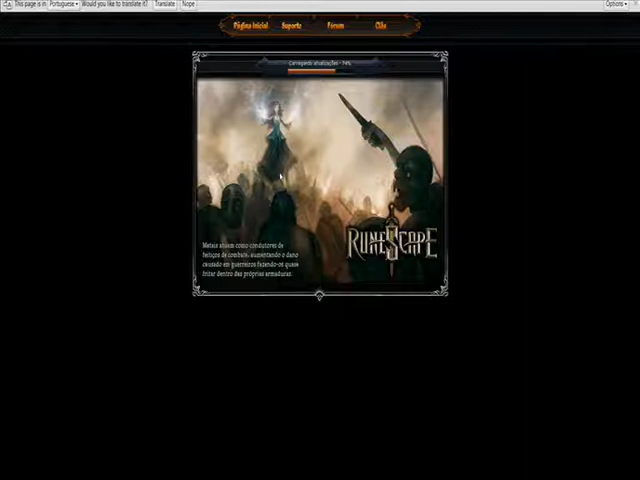 This page is in Portuguese Would you like to translate it? Translate Nope Options
Página Inicial Suporte Fórum Clãs
Carregando atualizações - 74%
Metais atuam como condutores de
feitiços de combate, aumentando o dano
causado em guerreiros fazendo-os quase
fritar dentro das próprias armaduras.
RUNESCAPE